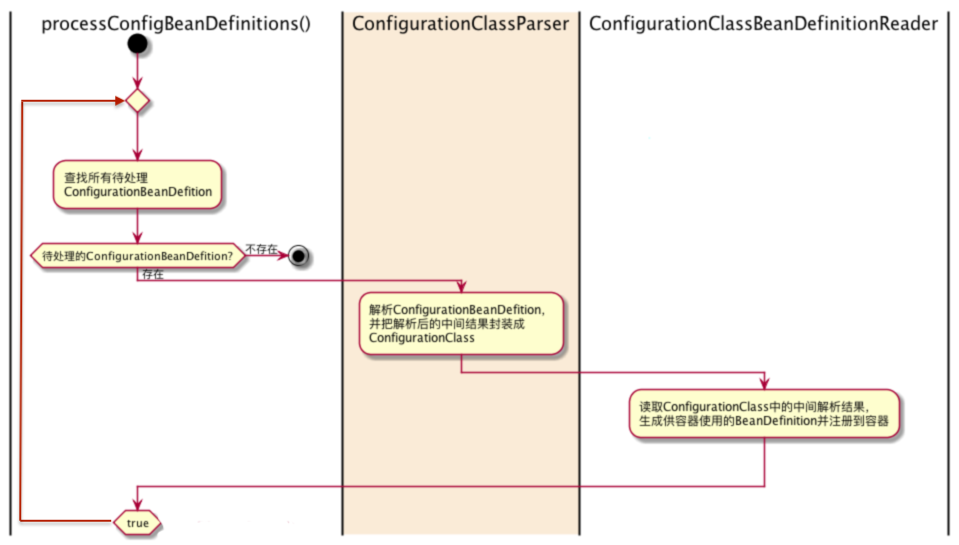 processConfigBeanDefinitions()
ConfigurationClassParser
ConfigurationClassBeanDefinitionReader
查找所有待处理
ConfigurationBeanDefition
待处理的ConfigurationBeanDefition?
不存在
存在
解析ConfigurationBeanDefition,
并把解析后的中间结果封装成
ConfigurationClass
读取ConfigurationClass中的中间解析结果,
生成供容器使用的BeanDefinition并注册到容器
true